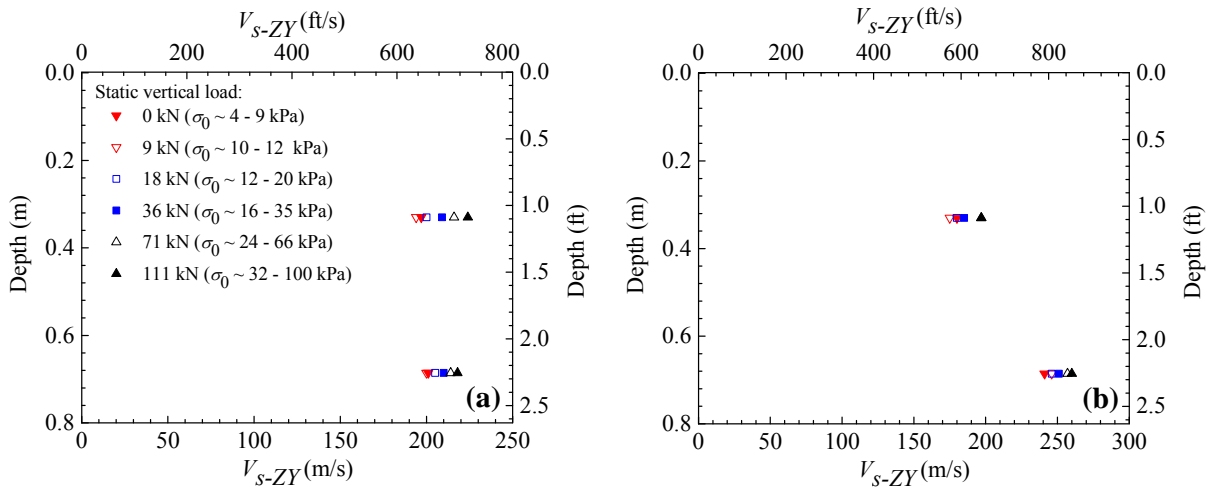 V_{s-ZY} (ft/s)
0 200 400 600 800
0.0 0.2 0.4 0.6 0.8
Depth (m)
Static vertical load:
0 kN (σ₀ ~ 4 - 9 kPa)
9 kN (σ₀ ~ 10 - 12 kPa)
18 kN (σ₀ ~ 12 - 20 kPa)
36 kN (σ₀ ~ 16 - 35 kPa)
71 kN (σ₀ ~ 24 - 66 kPa)
111 kN (σ₀ ~ 32 - 100 kPa)
(a)
0.0 0.5 1.0 1.5 2.0 2.5
Depth (ft)
0 50 100 150 200 250
V_{s-ZY} (m/s)
V_{s-ZY} (ft/s)
0 200 400 600 800
0.0 0.2 0.4 0.6 0.8
Depth (m)
(b)
0.0 0.5 1.0 1.5 2.0 2.5
Depth (ft)
0 50 100 150 200 250 300
V_{s-ZY} (m/s)